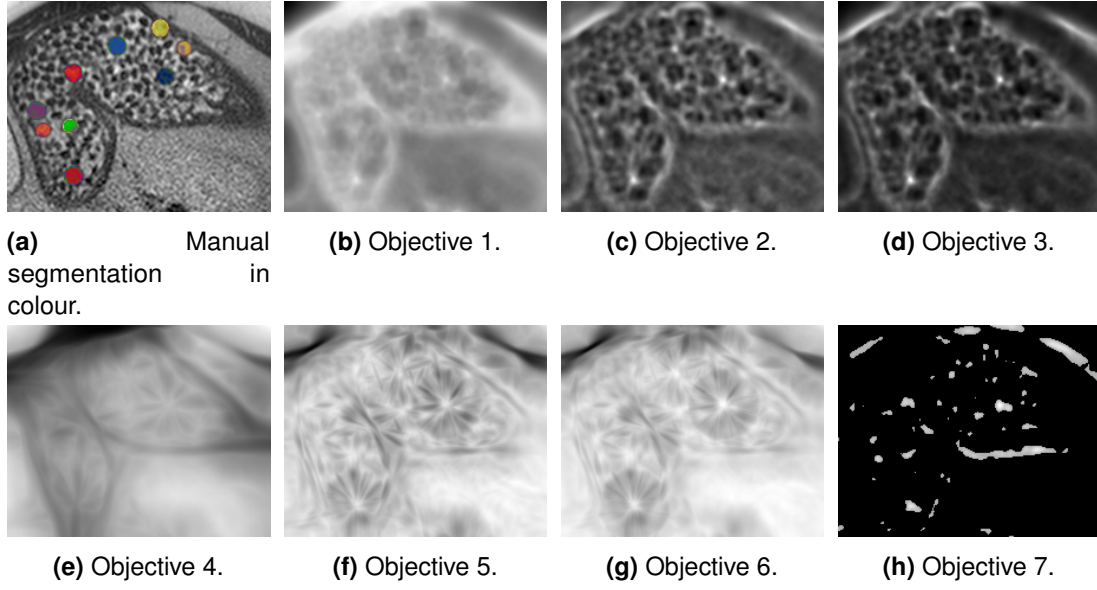 (a) Manual
segmentation in
colour.
(b) Objective 1.
(c) Objective 2.
(d) Objective 3.
(e) Objective 4.
(f) Objective 5.
(g) Objective 6.
(h) Objective 7.